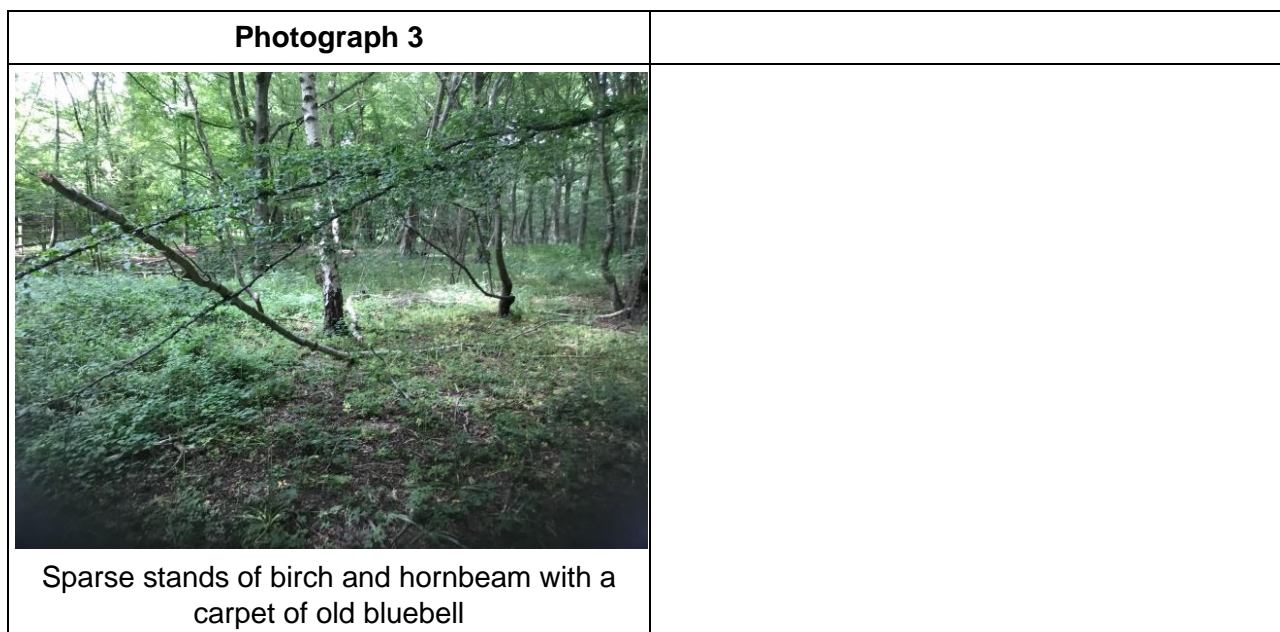 Photograph 3
Sparse stands of birch and hornbeam with a
carpet of old bluebell